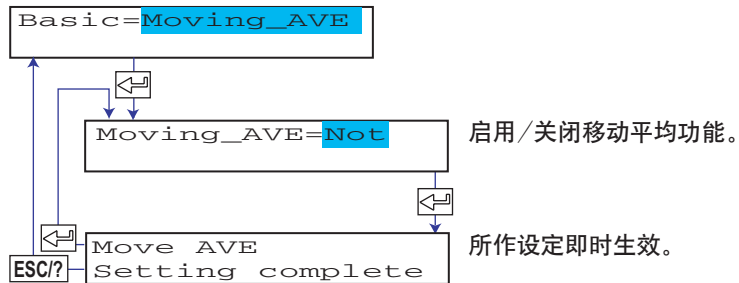 Basic=Moving_AVE
Moving_AVE=Not
启用/关闭移动平均功能。
Move AVE
所作设定即时生效。
ESC/?
Setting complete